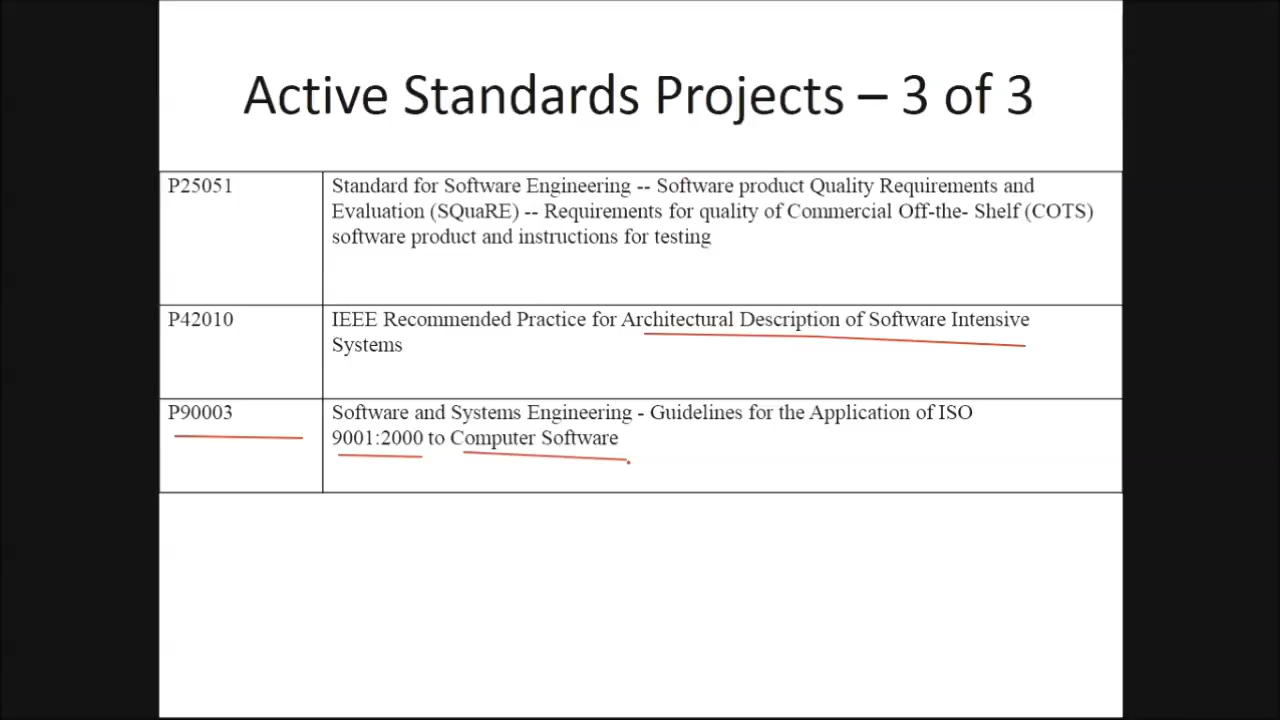 Active Standards Projects – 3 of 3
P25051
Standard for Software Engineering -- Software product Quality Requirements and
Evaluation (SQuaRE) -- Requirements for quality of Commercial Off-the- Shelf (COTS)
software product and instructions for testing
P42010
IEEE Recommended Practice for Architectural Description of Software Intensive
Systems
P90003
Software and Systems Engineering - Guidelines for the Application of ISO
9001:2000 to Computer Software